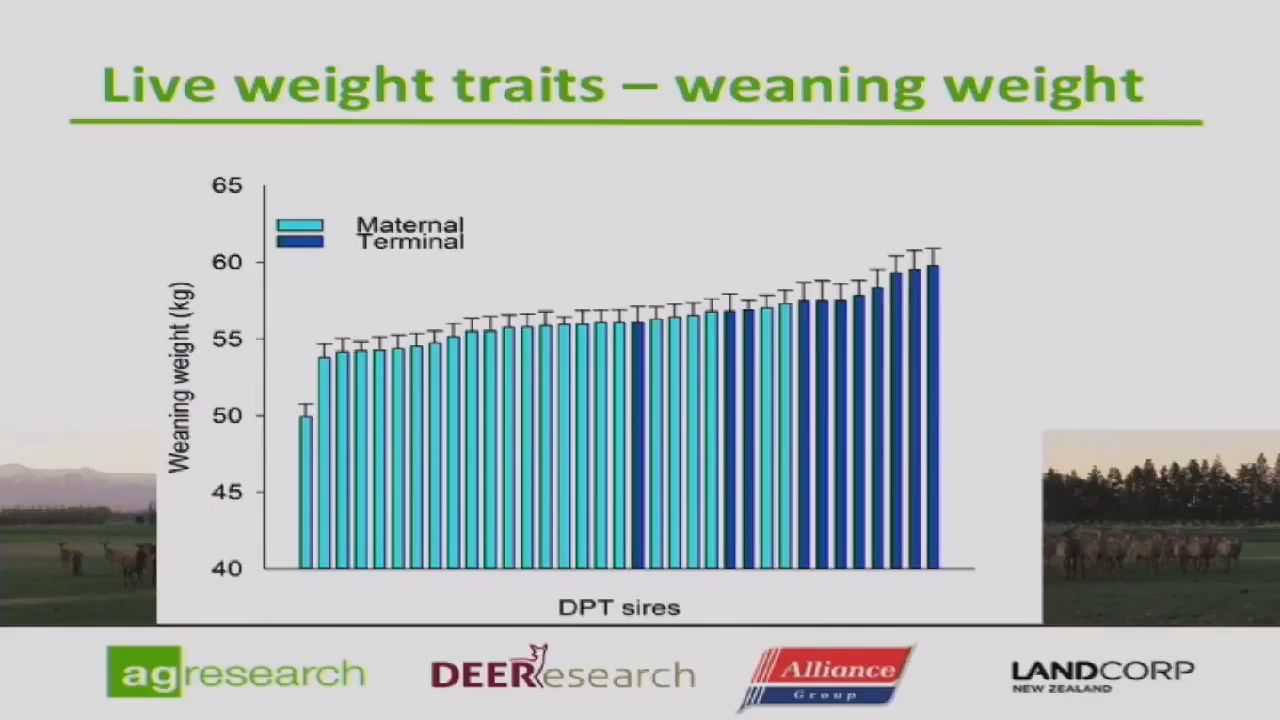 Live weight traits – weaning weight
65
Maternal
Terminal
60
55
50
45
40
Weaning weight (kg)
DPT sires
agresearch
DEEResearch
Alliance
Group
LANDCORP
NEW ZEALAND